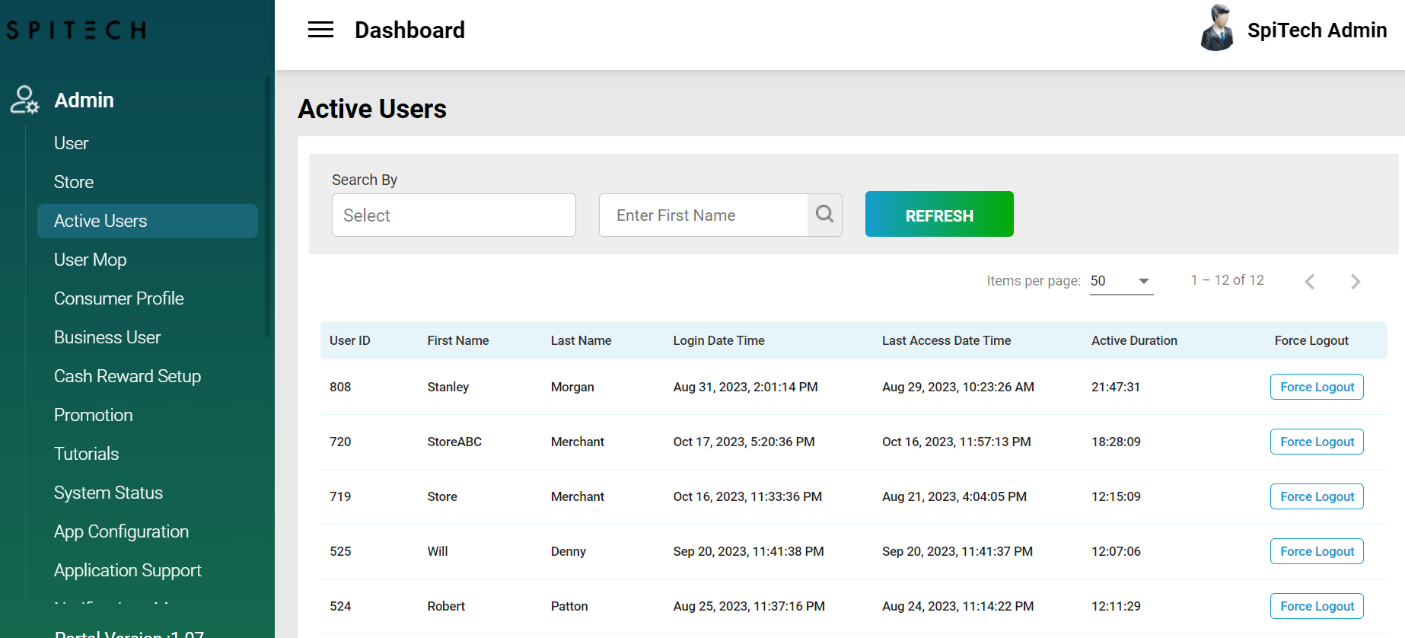 SPITECH
Dashboard
SpiTech Admin
Admin
User
Store
Active Users
User Mop
Consumer Profile
Business User
Cash Reward Setup
Promotion
Tutorials
System Status
App Configuration
Application Support
Portal Version :1.07
Active Users
Search By
Select
Enter First Name
REFRESH
Items per page: 50 1 – 12 of 12
User ID First Name Last Name Login Date Time Last Access Date Time Active Duration Force Logout
808 Stanley Morgan Aug 31, 2023, 2:01:14 PM Aug 29, 2023, 10:23:26 AM 21:47:31 Force Logout
720 StoreABC Merchant Oct 17, 2023, 5:20:36 PM Oct 16, 2023, 11:57:13 PM 18:28:09 Force Logout
719 Store Merchant Oct 16, 2023, 11:33:36 PM Aug 21, 2023, 4:04:05 PM 12:15:09 Force Logout
525 Will Denny Sep 20, 2023, 11:41:38 PM Sep 20, 2023, 11:41:37 PM 12:07:06 Force Logout
524 Robert Patton Aug 25, 2023, 11:37:16 PM Aug 24, 2023, 11:14:22 PM 12:11:29 Force Logout